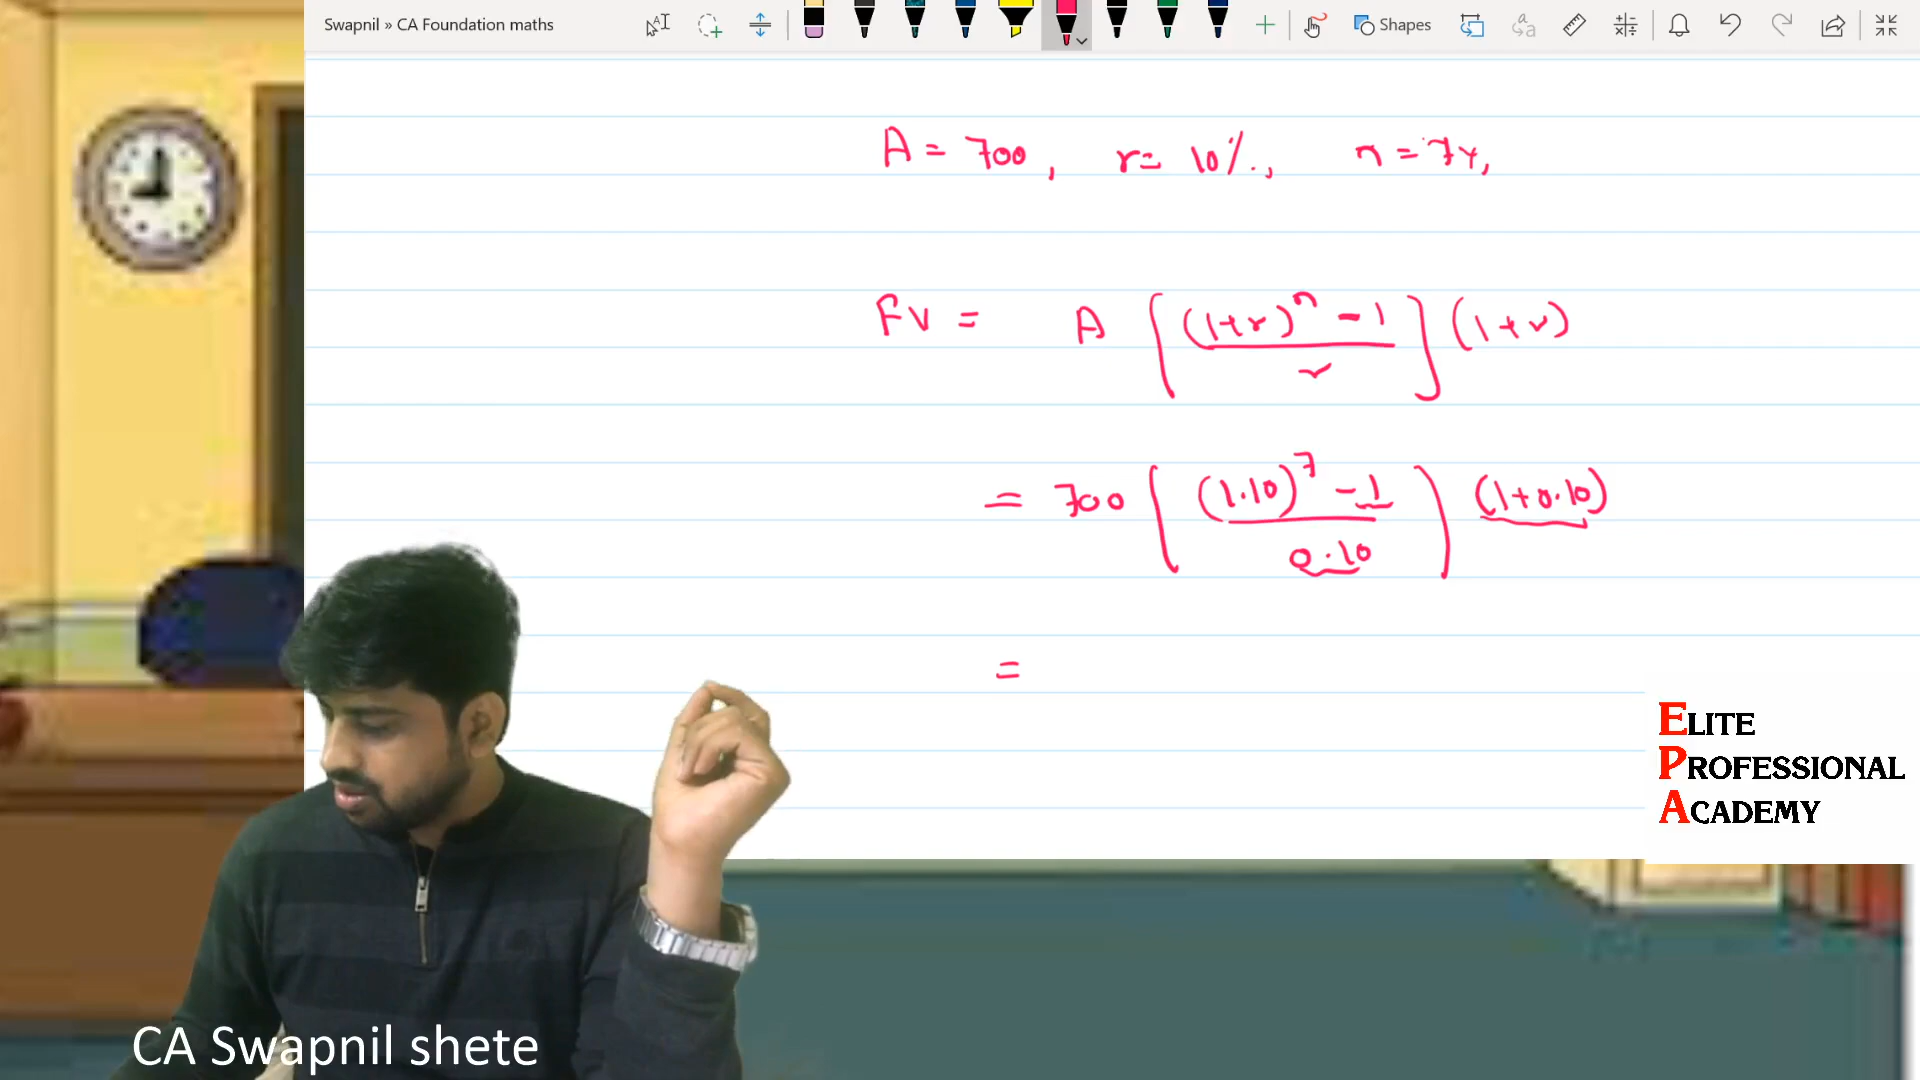 Swapnil » CA Foundation maths
Shapes
A = 700, r = 10%., n = 7Y,
FV = A [ (1+r)^n - 1 / r ] (1+r)
= 700 [ (1.10)^7 - 1 / 0.10 ] (1+0.10)
=
ELITE
PROFESSIONAL
ACADEMY
CA Swapnil shete